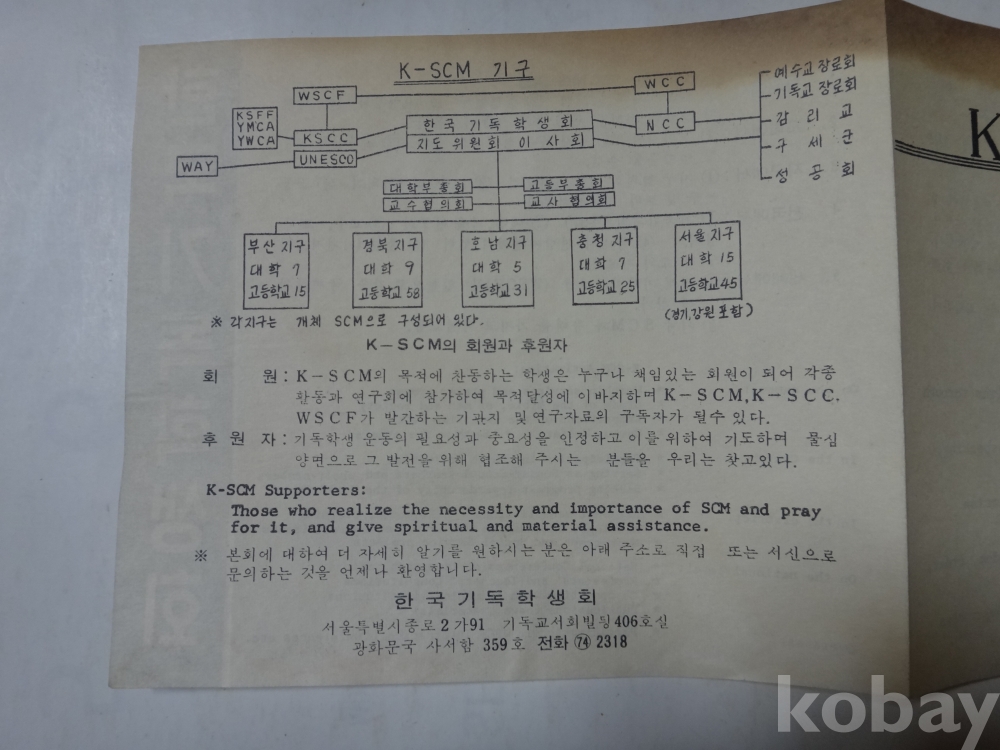 K-SCM 기구
WSCF
WCC
예수교 장로회
기독교 장로회
감 리 교
구 세 군
성 공 회
KSFF
YMCA
YWCA
KSCC
한국 기독 학생회
지도 위원회 이사회
NCC
WAY
UNESCO
대학부총회
고등부총회
교수협의회
교사 협의회
부산 지구
대학 7
고등학교 15
경북 지구
대학 9
고등학교 58
호남 지구
대학 5
고등학교 31
충청 지구
대학 7
고등학교 25
서울 지구
대학 15
고등학교 45
(경기,강원 포함)
※ 각지구는 개체 SCM으로 구성되어 있다.
K-SCM의 회원과 후원자
회 원: K-SCM의 목적에 찬동하는 학생은 누구나 책임있는 회원이 되어 각종
활동과 연구회에 참가하여 목적달성에 이바지하며 K-SCM,K-SCC.
WSCF가 발간하는 기관지 및 연구자료의 구독자가 될수 있다.
후 원 자: 기독학생 운동의 필요성과 중요성을 인정하고 이를 위하여 기도하며 물심
양면으로 그 발전을 위해 협조해 주시는 분들을 우리는 찾고있다.
K-SCM Supporters:
Those who realize the necessity and importance of SCM and pray
for it, and give spiritual and material assistance.
※ 본회에 대하여 더 자세히 알기를 원하시는 분은 아래 주소로 직접 또는 서신으로
문의하는 것을 언제나 환영합니다.
한국기독학생회
서울특별시종로2가91 기독교서회빌딩406호실
광화문국 사서함 359호 전화 74 2318
K
kobay